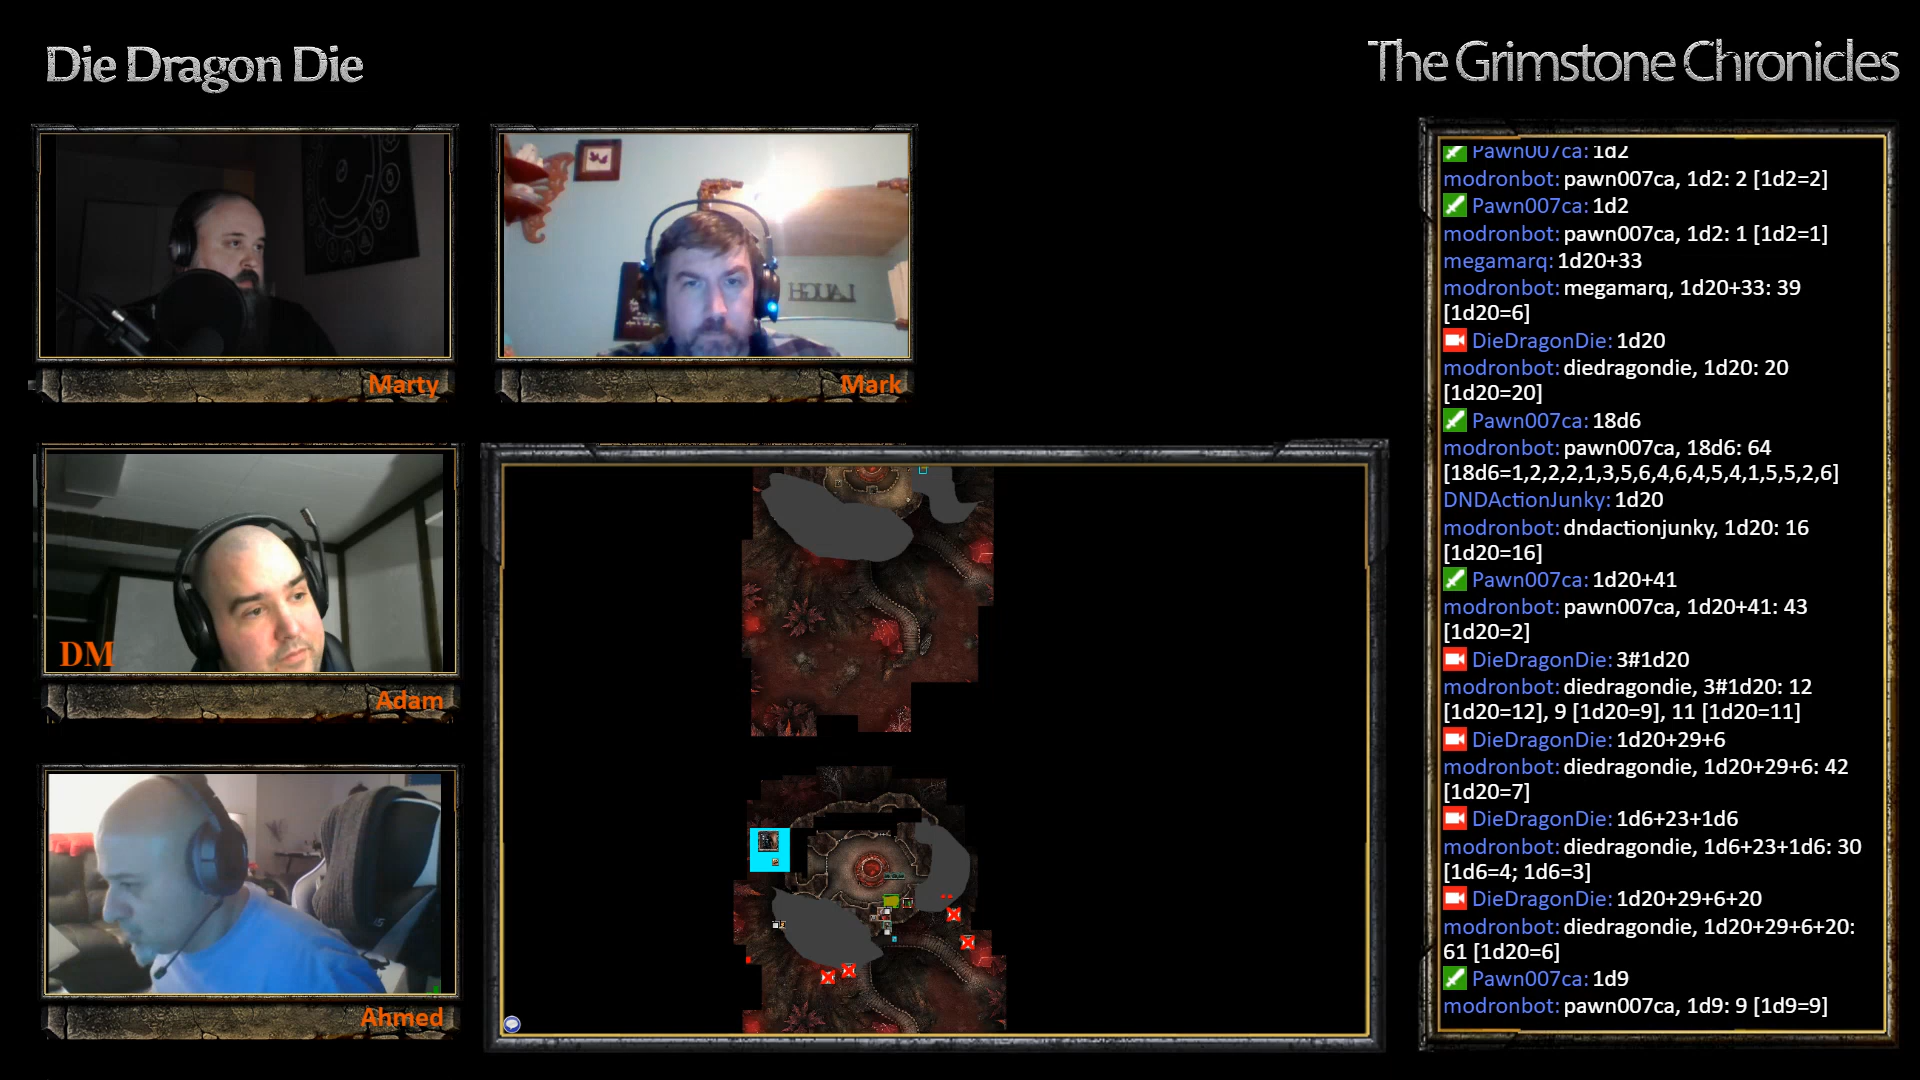 Die Dragon Die
The Grimstone Chronicles
Marty
LAUGH
Mark
DM
Adam
Ahmed
Pawn007ca: 1d2
modronbot: pawn007ca, 1d2: 2 [1d2=2]
Pawn007ca: 1d2
modronbot: pawn007ca, 1d2: 1 [1d2=1]
megamarq: 1d20+33
modronbot: megamarq, 1d20+33: 39
[1d20=6]
DieDragonDie: 1d20
modronbot: diedragondie, 1d20: 20
[1d20=20]
Pawn007ca: 18d6
modronbot: pawn007ca, 18d6: 64
[18d6=1,2,2,2,1,3,5,6,4,6,4,5,4,1,5,5,2,6]
DNDActionJunky: 1d20
modronbot: dndactionjunky, 1d20: 16
[1d20=16]
Pawn007ca: 1d20+41
modronbot: pawn007ca, 1d20+41: 43
[1d20=2]
DieDragonDie: 3#1d20
modronbot: diedragondie, 3#1d20: 12
[1d20=12], 9 [1d20=9], 11 [1d20=11]
DieDragonDie: 1d20+29+6
modronbot: diedragondie, 1d20+29+6: 42
[1d20=7]
DieDragonDie: 1d6+23+1d6
modronbot: diedragondie, 1d6+23+1d6: 30
[1d6=4; 1d6=3]
DieDragonDie: 1d20+29+6+20
modronbot: diedragondie, 1d20+29+6+20:
61 [1d20=6]
Pawn007ca: 1d9
modronbot: pawn007ca, 1d9: 9 [1d9=9]